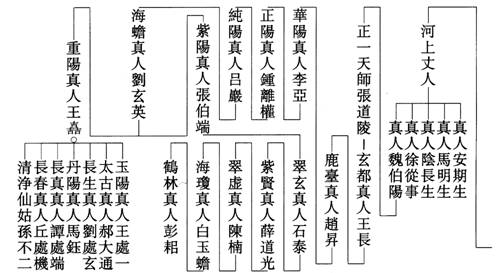 河上丈人
真人安期生
真人馬明生
真人陰長生
真人徐從事
真人魏伯陽
正一天師張道陵－玄都真人王長
鹿臺真人趙昇
華陽真人李亞
正陽真人鍾離權
純陽真人呂巖
海蟾真人劉玄英
紫陽真人張伯端
翠玄真人石泰
紫賢真人薛道光
翠虛真人陳楠
海瓊真人白玉蟾
鶴林真人彭耜
重陽真人王嘉
玉陽真人王處一
太古真人郝大通
長生真人劉處玄
丹陽真人馬鈺
長真真人譚處端
長春真人丘處機
清浄仙姑孫不二